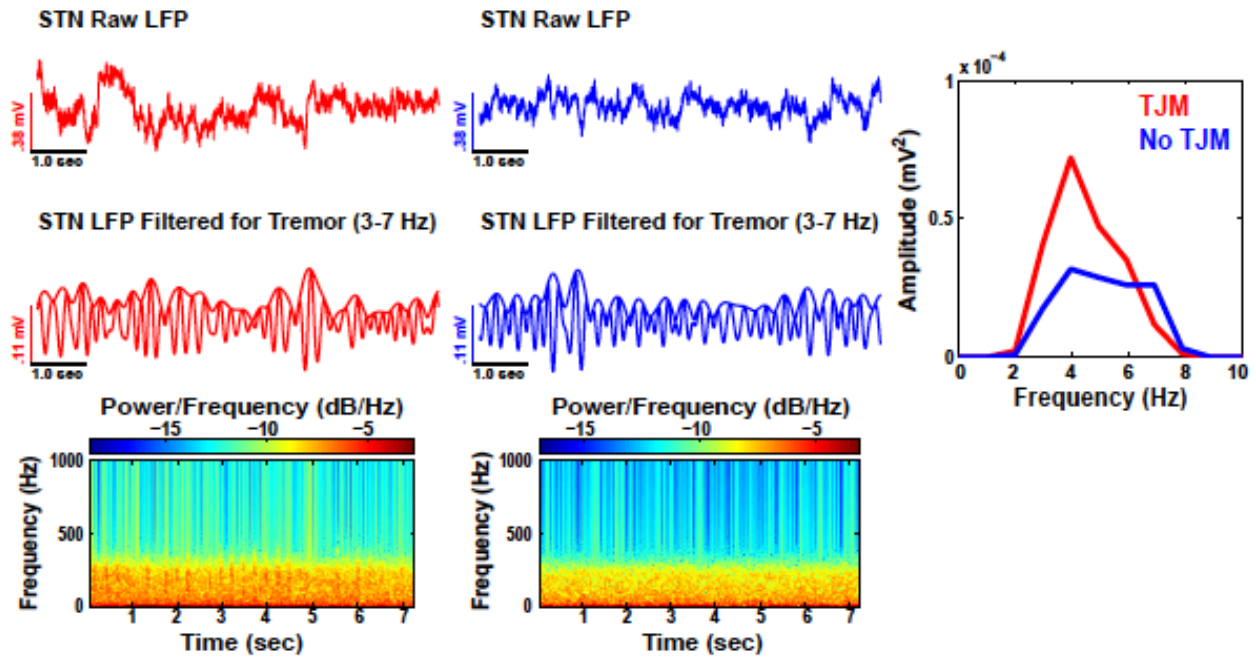 STN Raw LFP
.38 mV
1.0 sec
STN Raw LFP
.38 mV
1.0 sec
STN LFP Filtered for Tremor (3-7 Hz)
.11 mV
1.0 sec
STN LFP Filtered for Tremor (3-7 Hz)
.11 mV
1.0 sec
1 x 10⁻⁴
TJM
No TJM
Amplitude (mV²)
0.5
0
0 2 4 6 8 10
Frequency (Hz)
Power/Frequency (dB/Hz)
−15 −10 −5
1000
500
0
Frequency (Hz)
1 2 3 4 5 6 7
Time (sec)
Power/Frequency (dB/Hz)
−15 −10 −5
1000
500
0
Frequency (Hz)
1 2 3 4 5 6 7
Time (sec)